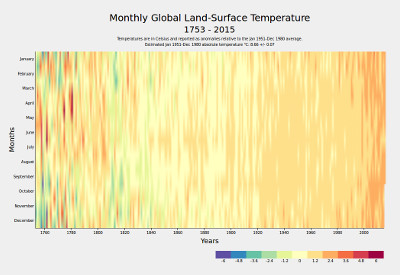 Monthly Global Land-Surface Temperature
1753 - 2015
Temperatures are in Celsius and reported as anomalies relative to the Jan 1951-Dec 1980 average.
Estimated Jan 1951-Dec 1980 absolute temperature °C: 8.66 +/- 0.07
January
February
March
April
May
June
July
August
September
October
November
December
Months
1760 1780 1800 1820 1840 1860 1880 1900 1920 1940 1960 1980 2000
Years
-6 -4.8 -3.6 -2.4 -1.2 0 1.2 2.4 3.6 4.8 6